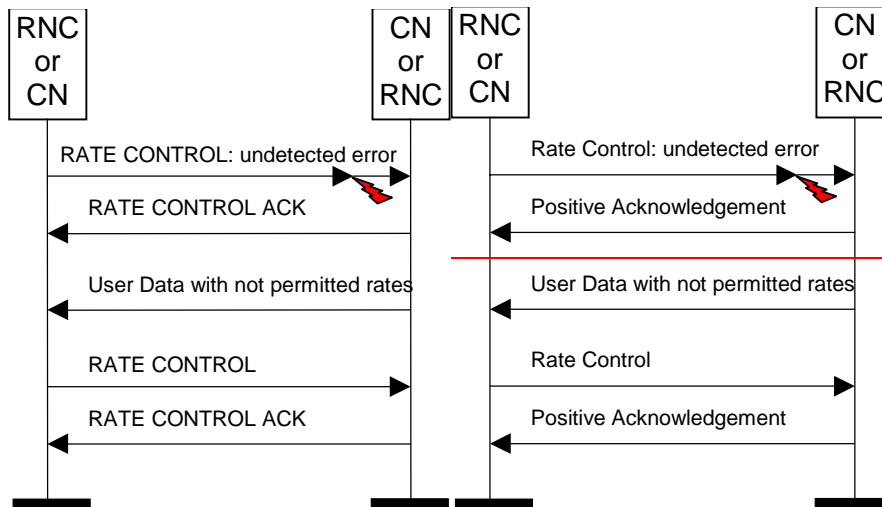 RNC
or
CN
CN
or
RNC
RATE CONTROL: undetected error
RATE CONTROL ACK
User Data with not permitted rates
RATE CONTROL
RATE CONTROL ACK
RNC
or
CN
CN
or
RNC
Rate Control: undetected error
Positive Acknowledgement
User Data with not permitted rates
Rate Control
Positive Acknowledgement